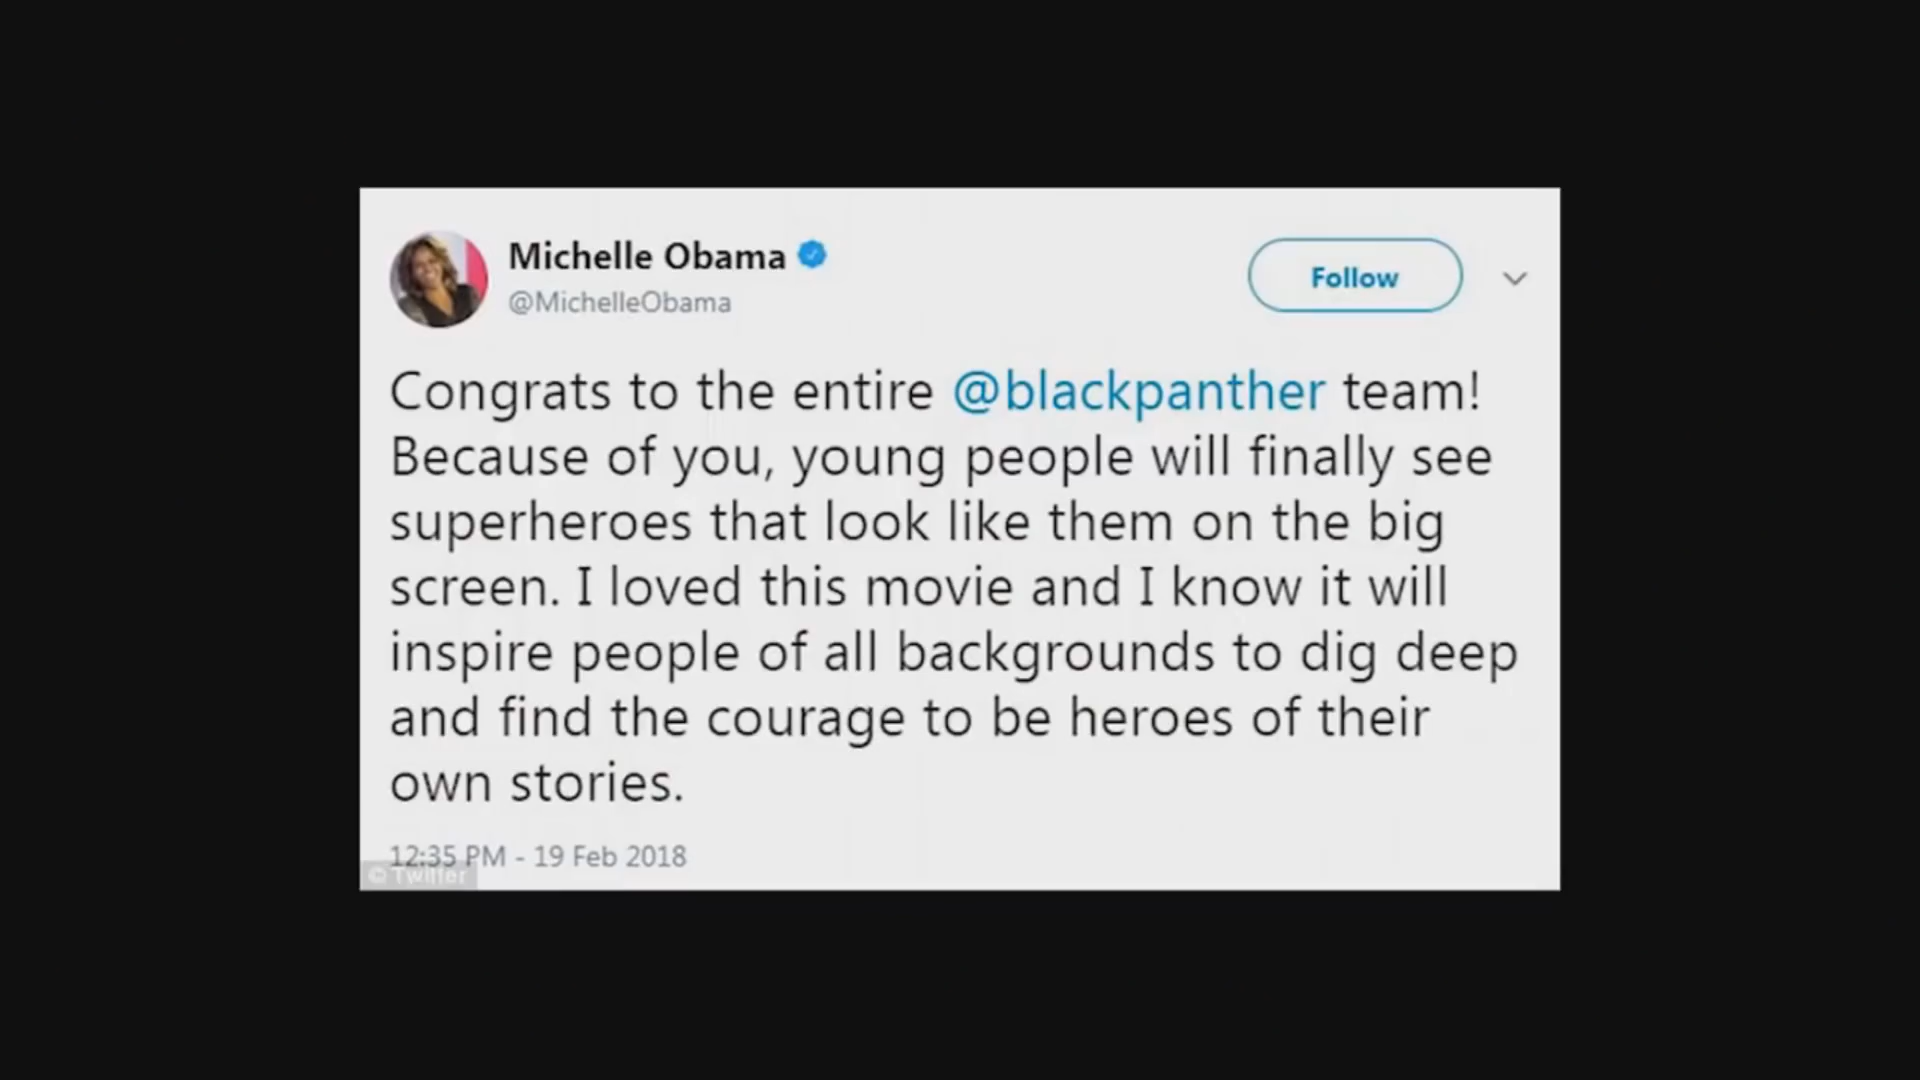 Michelle Obama
@MichelleObama
Follow
Congrats to the entire @blackpanther team!
Because of you, young people will finally see
superheroes that look like them on the big
screen. I loved this movie and I know it will
inspire people of all backgrounds to dig deep
and find the courage to be heroes of their
own stories.
12:35 PM - 19 Feb 2018
© Twitter